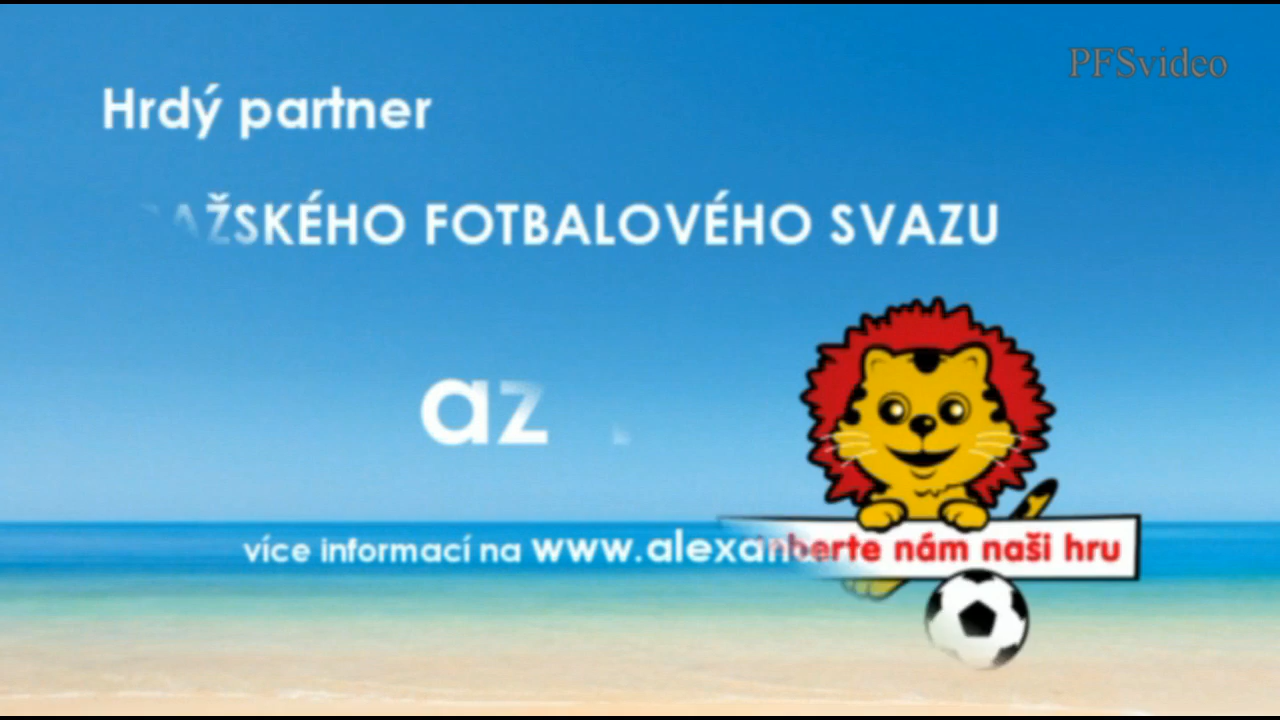 PFSvideo
Hrdý partner
AŽSKÉHO FOTBALOVÉHO SVAZU
az
více informací na www.alexan
berte nám naši hru